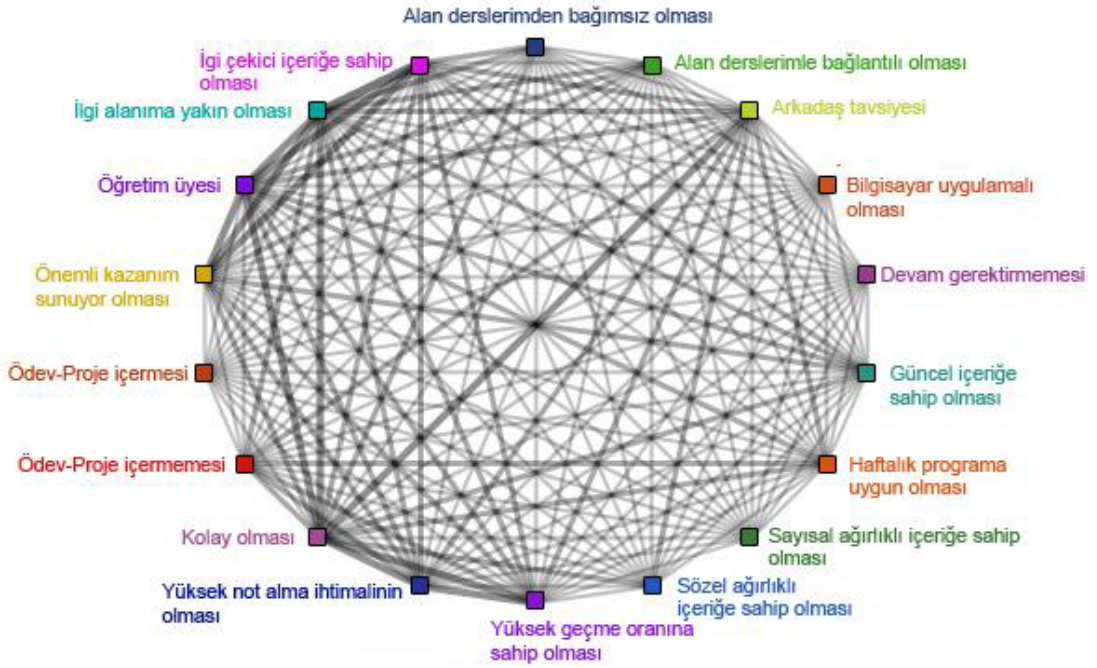 Alan derslerimden bağımsız olması
İgi çekici içeriğe sahip
olması
Alan derslerimle bağlantılı olması
İlgi alanıma yakın olması
Arkadaş tavsiyesi
Öğretim üyesi
Bilgisayar uygulamalı
olması
Önemli kazanım
sunuyor olması
Devam gerektirmemesi
Ödev-Proje içermesi
Güncel içeriğe
sahip olması
Ödev-Proje içermemesi
Haftalık programa
uygun olması
Kolay olması
Sayısal ağırlıklı içeriğe sahip
olması
Yüksek not alma ihtimalinin
olması
Sözel ağırlıklı
içeriğe sahip olması
Yüksek geçme oranına
sahip olması